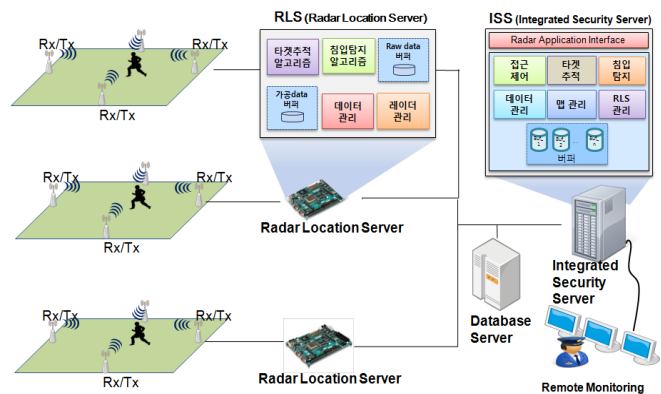 RLS (Radar Location Server)
타겟추적
알고리즘
침입탐지
알고리즘
Raw data
버퍼
가공data
버퍼
데이터
관리
레이더
관리
ISS (Integrated Security Server)
Radar Application Interface
접근
제어
타겟
추적
침입
탐지
데이터
관리
맵 관리
RLS
관리
...
버퍼
Rx/Tx
Rx/Tx
Rx/Tx
Rx/Tx
Rx/Tx
Rx/Tx
Radar Location Server
Rx/Tx
Rx/Tx
Rx/Tx
Radar Location Server
Database
Server
Integrated
Security
Server
Remote Monitoring